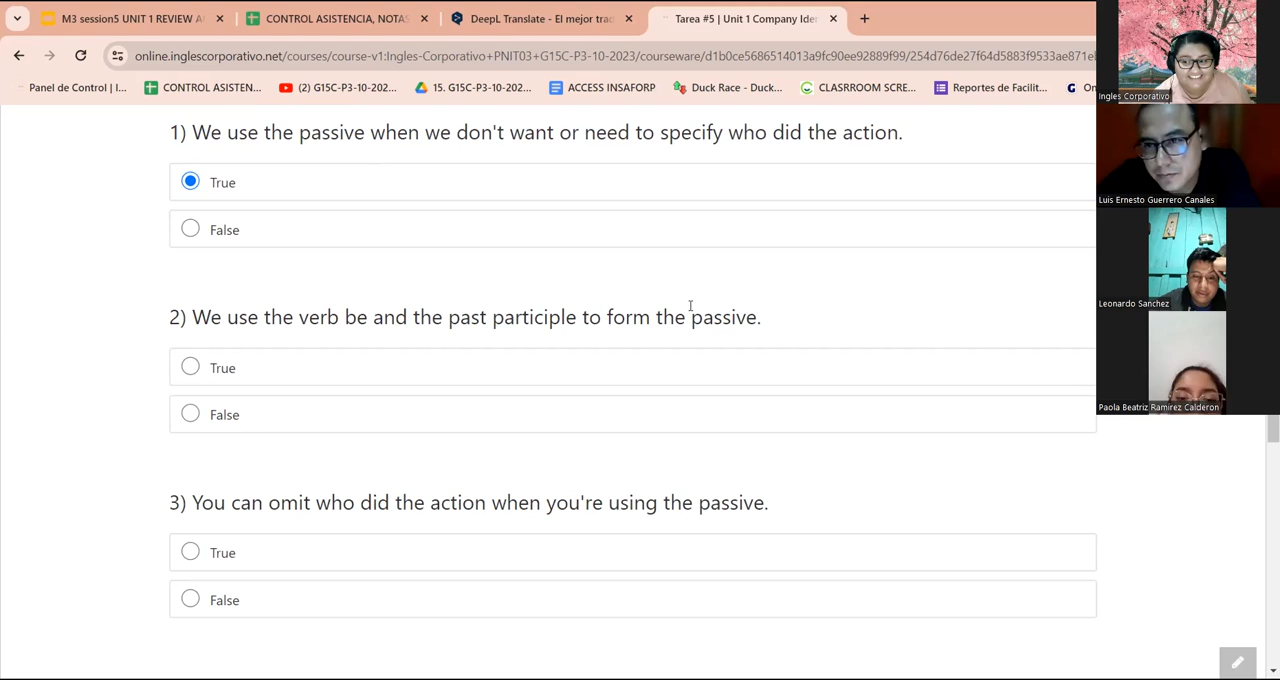 M3 session5 UNIT 1 REVIEW A
CONTROL ASISTENCIA, NOTAS
DeepL Translate - El mejor trad
Tarea #5 | Unit 1 Company Ide
online.inglescorporativo.net/courses/course-v1:Ingles-Corporativo+PNIT03+G15C-P3-10-2023/courseware/d1b0ce5686514013a9fc90ee92889f99/254d76de27f64d5883f9533ae871eb
Panel de Control | I...
CONTROL ASISTEN...
(2) G15C-P3-10-202...
15. G15C-P3-10-202...
ACCESS INSAFORP
Duck Race - Duck...
CLASRROOM SCRE...
Reportes de Facilit...
On
Ingles Corporativo
Luis Ernesto Guerrero Canales
Leonardo Sanchez
Paola Beatriz Ramirez Calderon
1) We use the passive when we don't want or need to specify who did the action.
True
False
2) We use the verb be and the past participle to form the passive.
True
False
3) You can omit who did the action when you're using the passive.
True
False